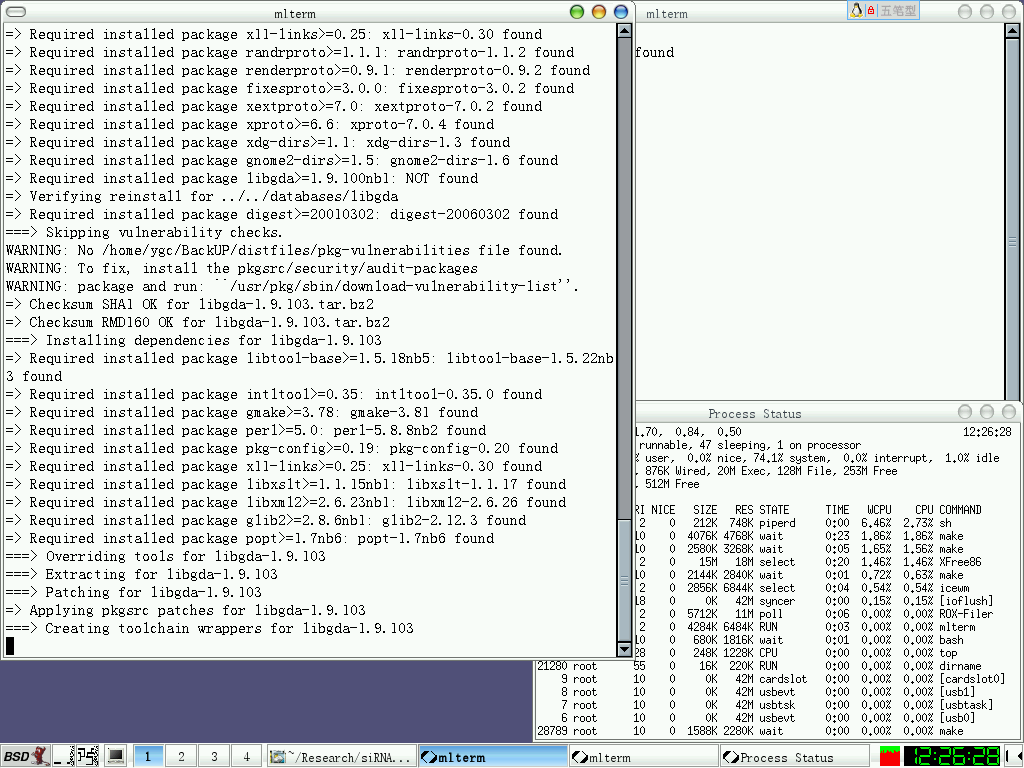 mlterm
=> Required installed package xll-links>=0.25: xll-links-0.30 found
=> Required installed package randrproto>=1.1.1: randrproto-1.1.2 found
=> Required installed package renderproto>=0.9.1: renderproto-0.9.2 found
=> Required installed package fixesproto>=3.0.0: fixesproto-3.0.2 found
=> Required installed package xextproto>=7.0: xextproto-7.0.2 found
=> Required installed package xproto>=6.6: xproto-7.0.4 found
=> Required installed package xdg-dirs>=1.1: xdg-dirs-1.3 found
=> Required installed package gnome2-dirs>=1.5: gnome2-dirs-1.6 found
=> Required installed package libgda>=1.9.100nb1: NOT found
=> Verifying reinstall for ../../databases/libgda
=> Required installed package digest>=20010302: digest-20060302 found
===> Skipping vulnerability checks.
WARNING: No /home/ygc/BackUP/distfiles/pkg-vulnerabilities file found.
WARNING: To fix, install the pkgsrc/security/audit-packages
WARNING: package and run: ``/usr/pkg/sbin/download-vulnerability-list''.
=> Checksum SHA1 OK for libgda-1.9.103.tar.bz2
=> Checksum RMD160 OK for libgda-1.9.103.tar.bz2
===> Installing dependencies for libgda-1.9.103
=> Required installed package libtool-base>=1.5.18nb5: libtool-base-1.5.22nb
3 found
=> Required installed package intltool>=0.35: intltool-0.35.0 found
=> Required installed package gmake>=3.78: gmake-3.81 found
=> Required installed package perl>=5.0: perl-5.8.8nb2 found
=> Required installed package pkg-config>=0.19: pkg-config-0.20 found
=> Required installed package xll-links>=0.25: xll-links-0.30 found
=> Required installed package libxslt>=1.1.15nb1: libxslt-1.1.17 found
=> Required installed package libxml2>=2.6.23nb1: libxml2-2.6.26 found
=> Required installed package glib2>=2.8.6nb1: glib2-2.12.3 found
=> Required installed package popt>=1.7nb6: popt-1.7nb6 found
===> Overriding tools for libgda-1.9.103
===> Extracting for libgda-1.9.103
===> Patching for libgda-1.9.103
=> Applying pkgsrc patches for libgda-1.9.103
===> Creating toolchain wrappers for libgda-1.9.103
mlterm
五笔型
found
Process Status
1.70, 0.84, 0.50 12:26:28
runnable, 47 sleeping, 1 on processor
% user, 0.0% nice, 74.1% system, 0.0% interrupt, 1.0% idle
, 876K Wired, 20M Exec, 128M File, 253M Free
, 512M Free
RI NICE SIZE RES STATE TIME WCPU CPU COMMAND
2 0 212K 748K piperd 0:00 6.46% 2.73% sh
10 0 4076K 4768K wait 0:23 1.86% 1.86% make
10 0 2580K 3268K wait 0:05 1.65% 1.56% make
2 0 15M 18M select 0:20 1.46% 1.46% XFree86
10 0 2144K 2840K wait 0:01 0.72% 0.63% make
2 0 2856K 6844K select 0:04 0.54% 0.54% icewm
18 0 0K 42M syncer 0:00 0.15% 0.15% [ioflush]
2 0 5712K 11M poll 0:06 0.00% 0.00% ROX-Filer
2 0 4284K 6484K RUN 0:03 0.00% 0.00% mlterm
10 0 680K 1816K wait 0:01 0.00% 0.00% bash
28 0 248K 1228K CPU 0:00 0.00% 0.00% top
21280 root 55 0 16K 220K RUN 0:00 0.00% 0.00% dirname
9 root 10 0 0K 42M cardslot 0:00 0.00% 0.00% [cardslot0]
8 root 10 0 0K 42M usbevt 0:00 0.00% 0.00% [usb1]
7 root 10 0 0K 42M usbtsk 0:00 0.00% 0.00% [usbtask]
6 root 10 0 0K 42M usbevt 0:00 0.00% 0.00% [usb0]
28789 root 10 0 1588K 2280K wait 0:00 0.00% 0.00% make
BSD 1 2 3 4 ~/Research/siRNA... mlterm mlterm Process Status 12:26:28